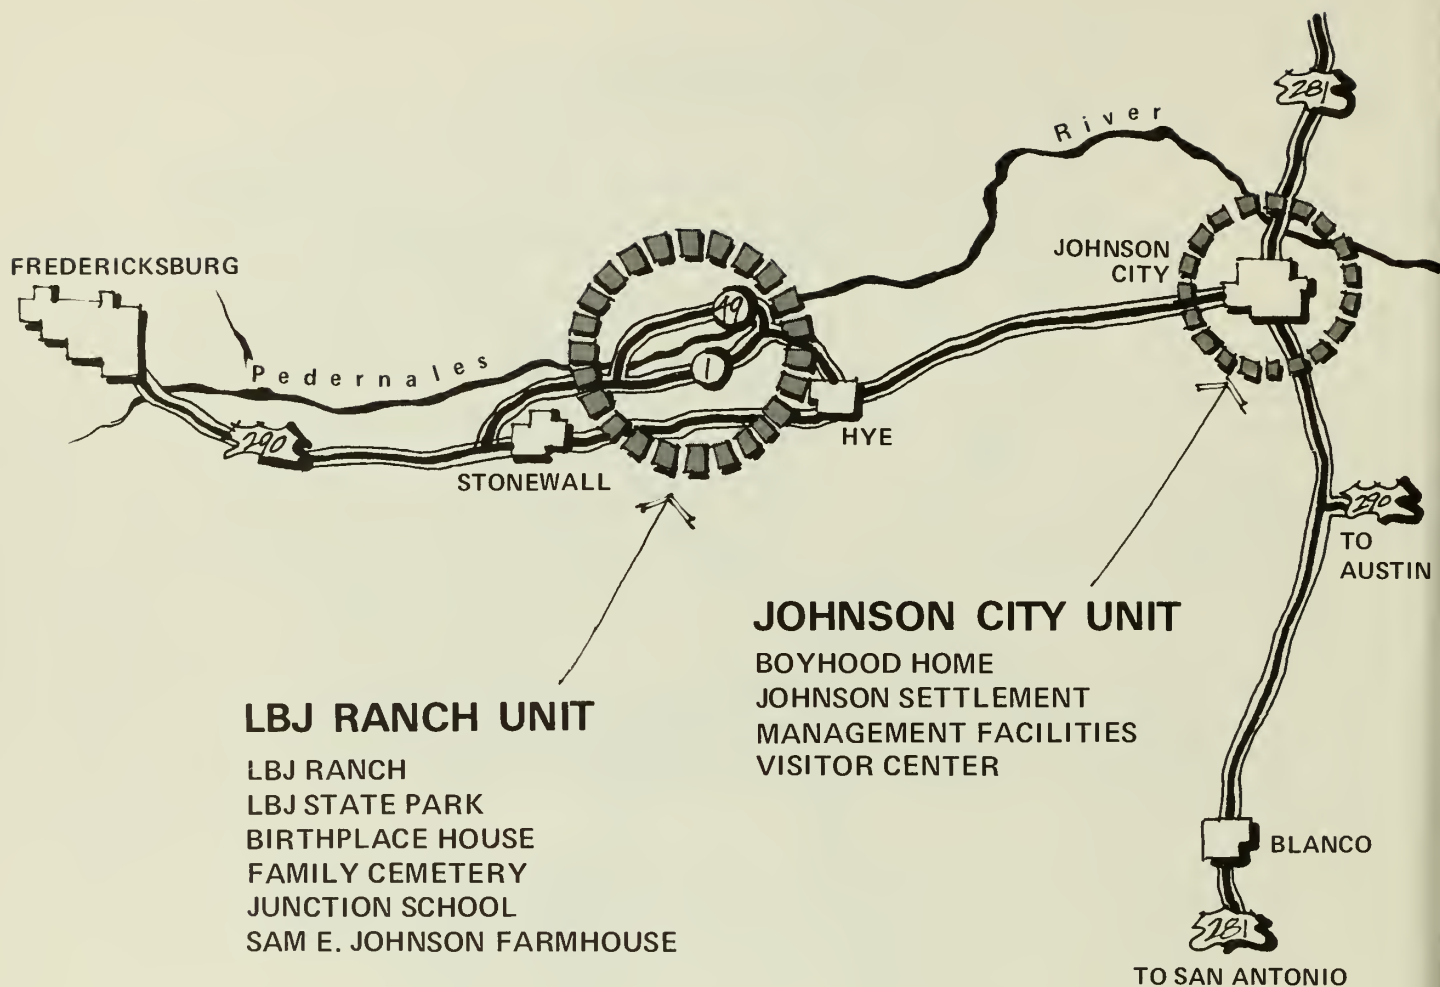 281
River
JOHNSON
CITY
FREDERICKSBURG
49
Pedernales
1
290
HYE
STONEWALL
290
TO
AUSTIN
JOHNSON CITY UNIT
BOYHOOD HOME
JOHNSON SETTLEMENT
MANAGEMENT FACILITIES
VISITOR CENTER
LBJ RANCH UNIT
LBJ RANCH
LBJ STATE PARK
BIRTHPLACE HOUSE
FAMILY CEMETERY
JUNCTION SCHOOL
SAM E. JOHNSON FARMHOUSE
BLANCO
281
TO SAN ANTONIO